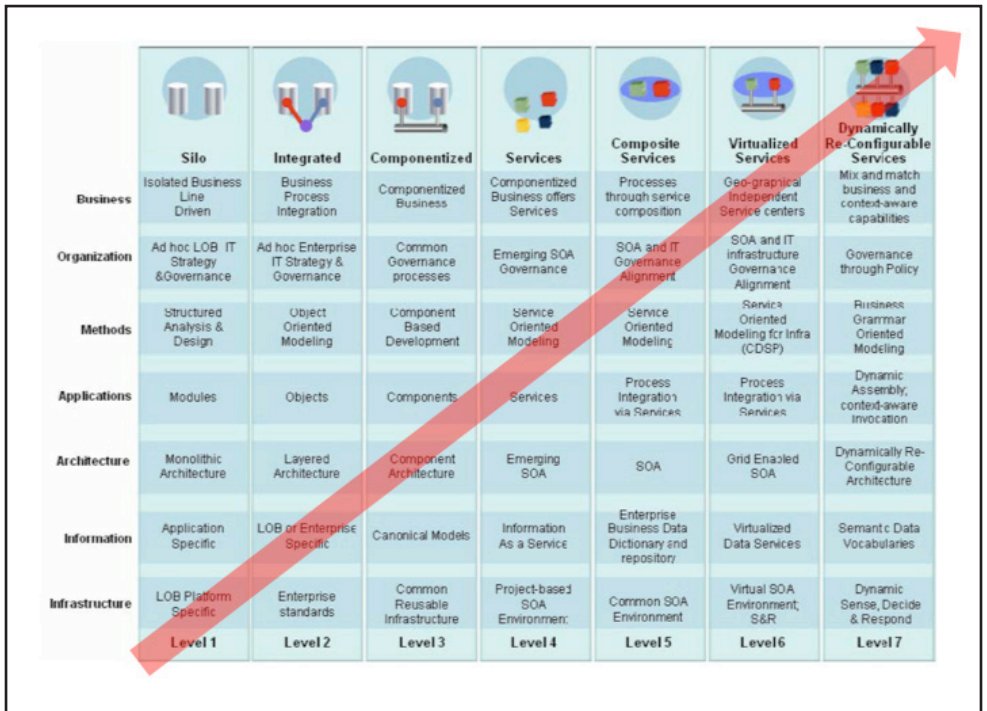 Silo
Integrated
Componentized
Services
Composite
Services
Virtualized
Services
Dynamically
Re-Configurable
Services
Business
Isolated Business
Line
Driven
Business
Process
Integration
Componentized
Business
Componentized
Business offers
Services
Processes
through service
composition
Geo-graphical
Independent
Service centers
Mix and match
business and
context-aware
capabilities
Organization
Ad hoc LOB IT
Strategy
&Governance
Ad hoc Enterprise
IT Strategy &
Governance
Common
Governance
processes
Emerging SOA
Governance
SOA and IT
Governance
Alignment
SOA and IT
infrastructure
Governance
Alignment
Governance
through Policy
Methods
Structured
Analysis &
Design
Object
Oriented
Modeling
Component
Based
Development
Service
Oriented
Modeling
Service
Oriented
Modeling
Service
Oriented
Modeling for Infra
(CDSP)
Business
Grammar
Oriented
Modeling
Applications
Modules
Objects
Components
Services
Process
Integration
via Services
Process
Integration via
Services
Dynamic
Assembly;
context-aware
Invocation
Architecture
Monolithic
Architecture
Layered
Architecture
Component
Architecture
Emerging
SOA
SOA
Grid Enabled
SOA
Dynamically Re-
Configurable
Architecture
Information
Application
Specific
LOB or Enterprise
Specific
Canonical Models
Information
As a Service
Enterprise
Business Data
Dictionary and
repository
Virtualized
Data Services
Semantic Data
Vocabularies
Infrastructure
LOB Platform
Specific
Enterprise
standards
Common
Reusable
Infrastructure
Project-based
SOA
Environment
Common SOA
Environment
Virtual SOA
Environment;
S&R
Dynamic
Sense, Decide
& Respond
Level 1
Level 2
Level 3
Level 4
Level 5
Level 6
Level 7